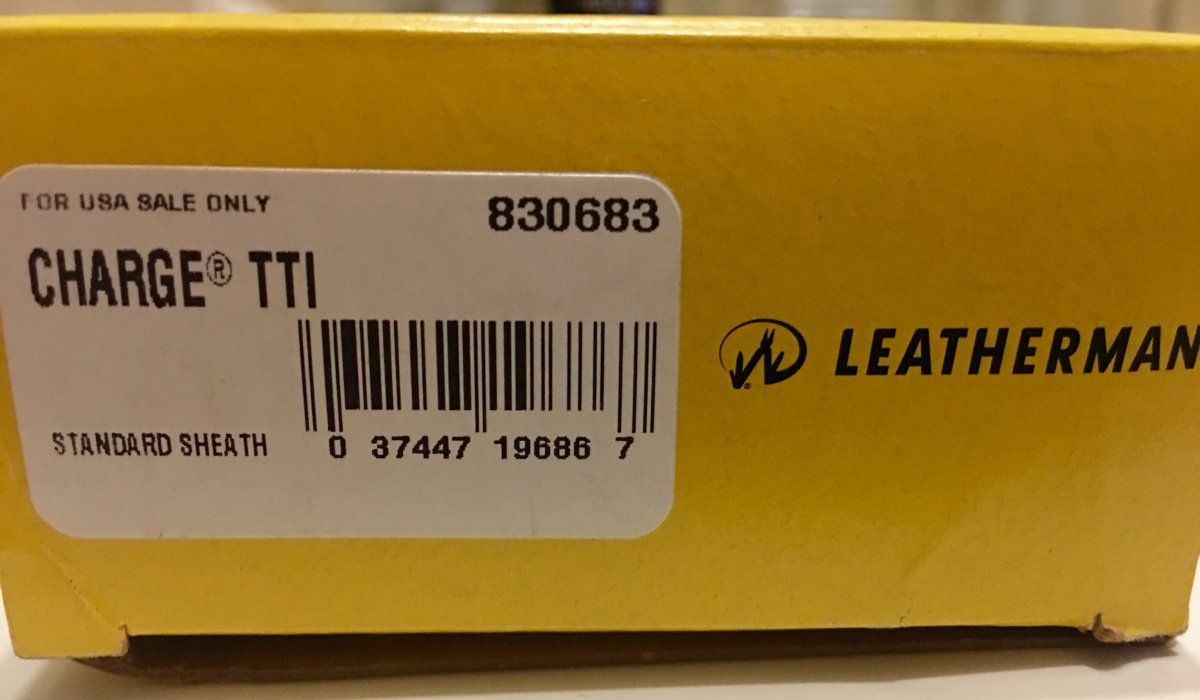 FOR USA SALE ONLY
830683
CHARGE® TTI
STANDARD SHEATH
0 37447 19686 7
LEATHERMAN